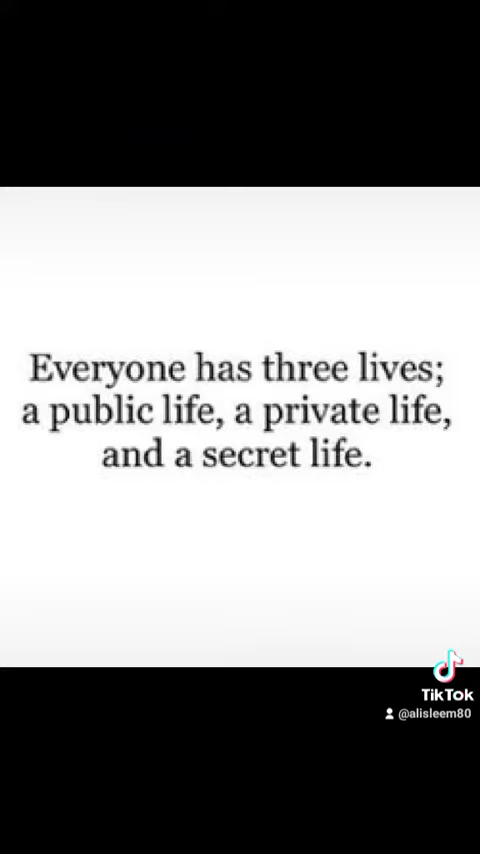 Everyone has three lives;
a public life, a private life,
and a secret life.
TikTok
@alisleem80